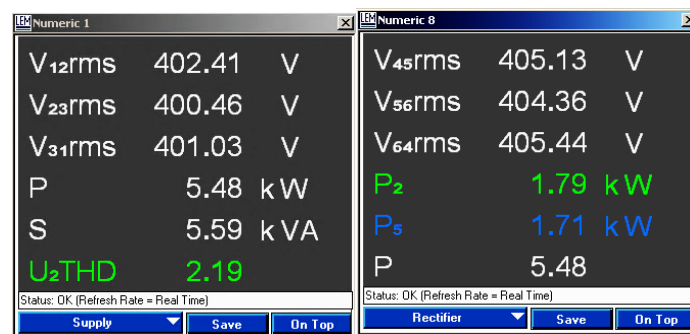 LEM Numeric 1
V12rms 402.41 V
V23rms 400.46 V
V31rms 401.03 V
P 5.48 kW
S 5.59 kVA
U2THD 2.19
Status: OK (Refresh Rate = Real Time)
Supply Save On Top
LEM Numeric 8
V45rms 405.13 V
V56rms 404.36 V
V64rms 405.44 V
P2 1.79 kW
P5 1.71 kW
P 5.48
Status: OK (Refresh Rate = Real Time)
Rectifier Save On Top